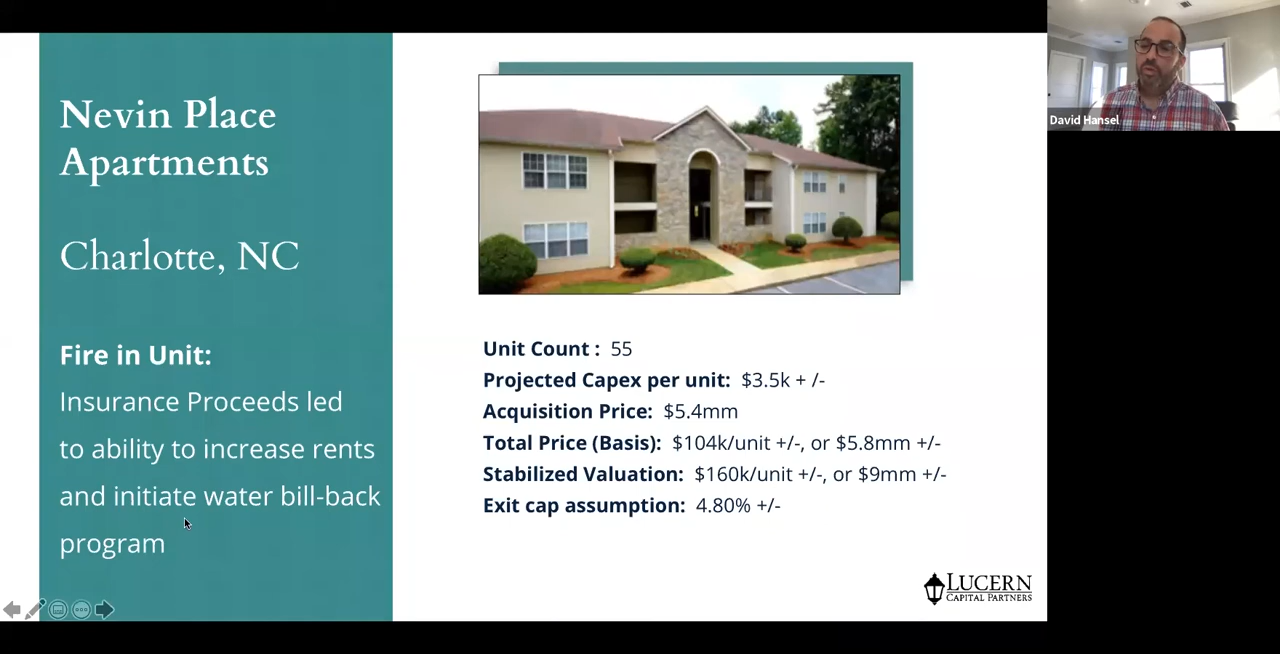 Nevin Place
Apartments
Charlotte, NC
Fire in Unit:
Insurance Proceeds led
to ability to increase rents
and initiate water bill-back
program
Unit Count : 55
Projected Capex per unit: $3.5k + /-
Acquisition Price: $5.4mm
Total Price (Basis): $104k/unit +/-, or $5.8mm +/-
Stabilized Valuation: $160k/unit +/-, or $9mm +/-
Exit cap assumption: 4.80% +/-
LUCERN
CAPITAL PARTNERS
David Hansel